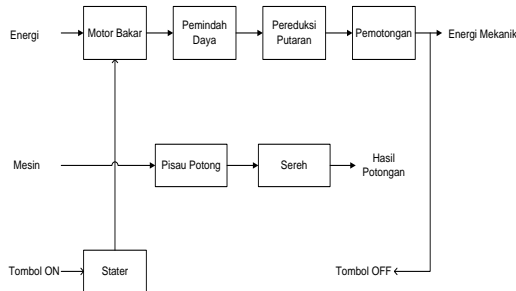 Energi
Motor Bakar
Pemindah
Daya
Pereduksi
Putaran
Pemotongan
Energi Mekanik
Mesin
Pisau Potong
Sereh
Hasil
Potongan
Tombol ON
Stater
Tombol OFF